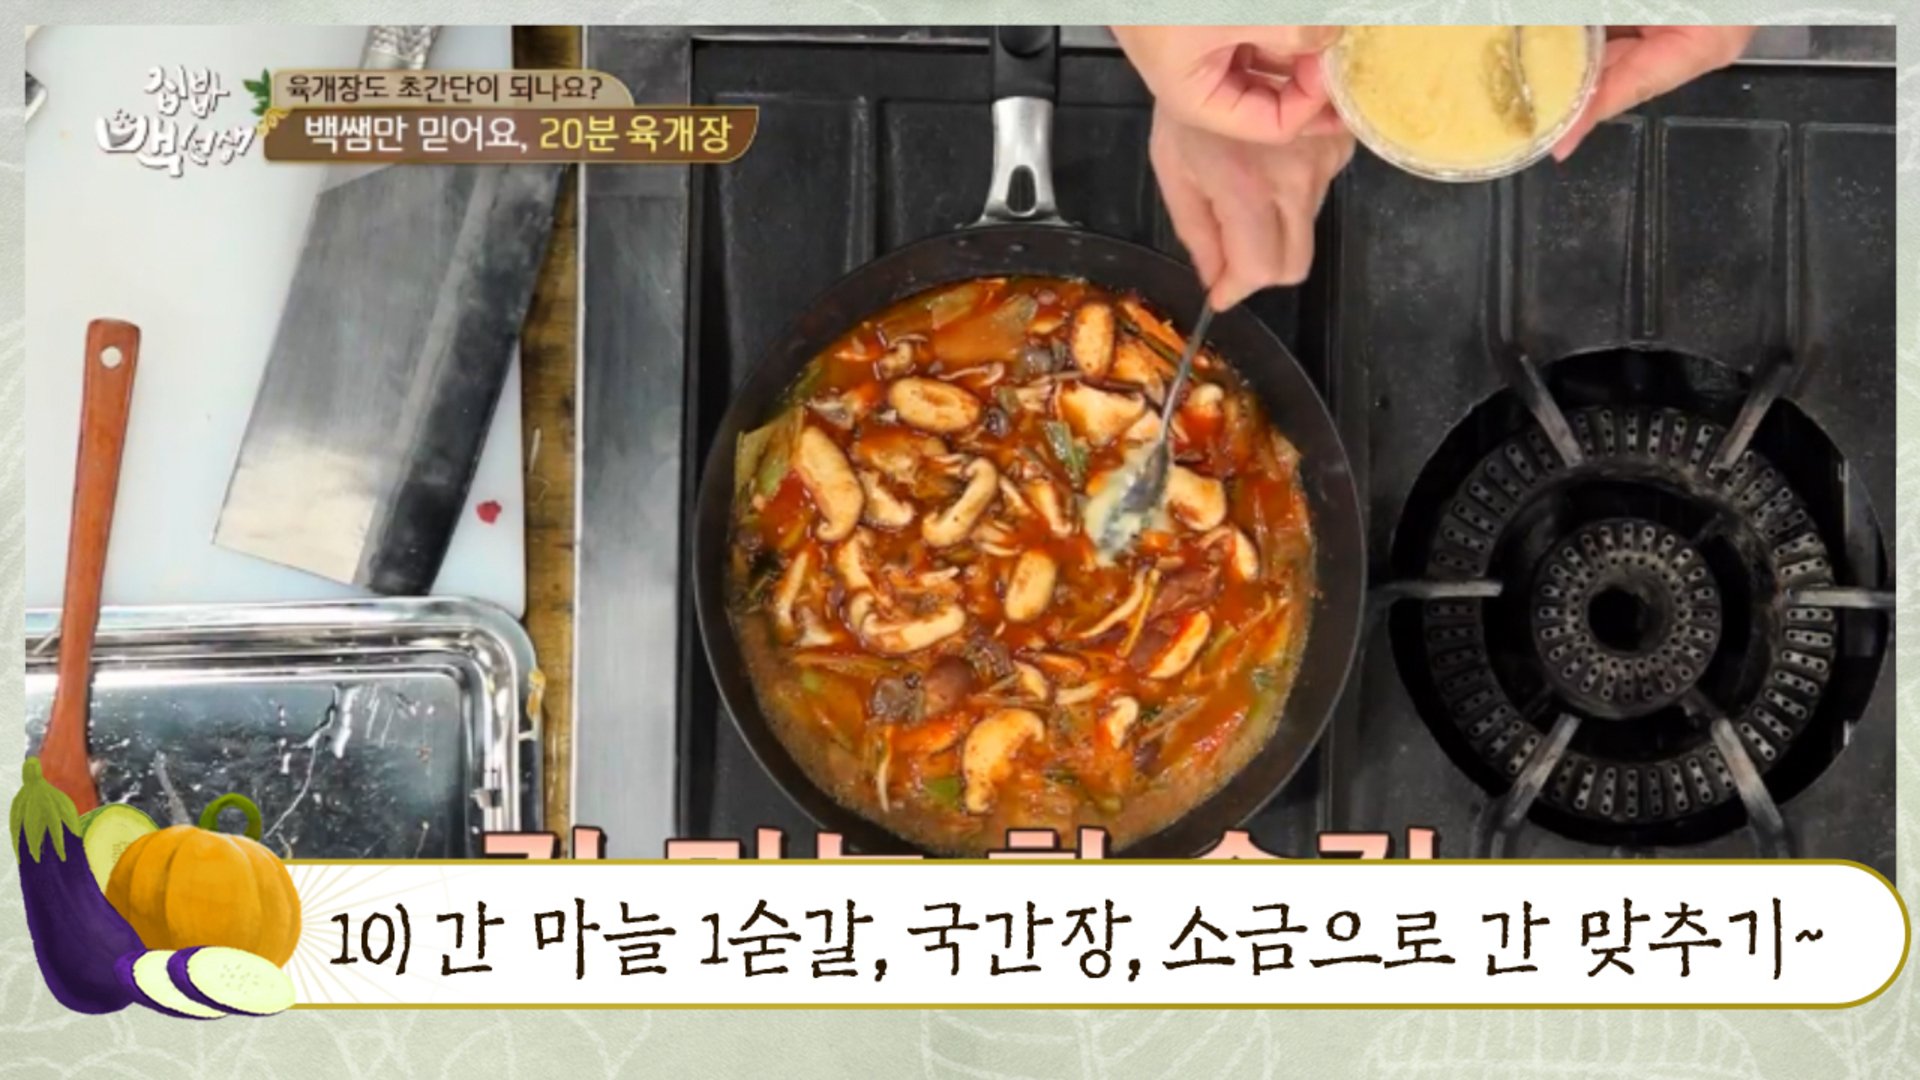 집밥
백선생
육개장도 초간단이 되나요?
백쌤만 믿어요, 20분 육개장
10) 간 마늘 1숟갈, 국간장, 소금으로 간 맞추기~